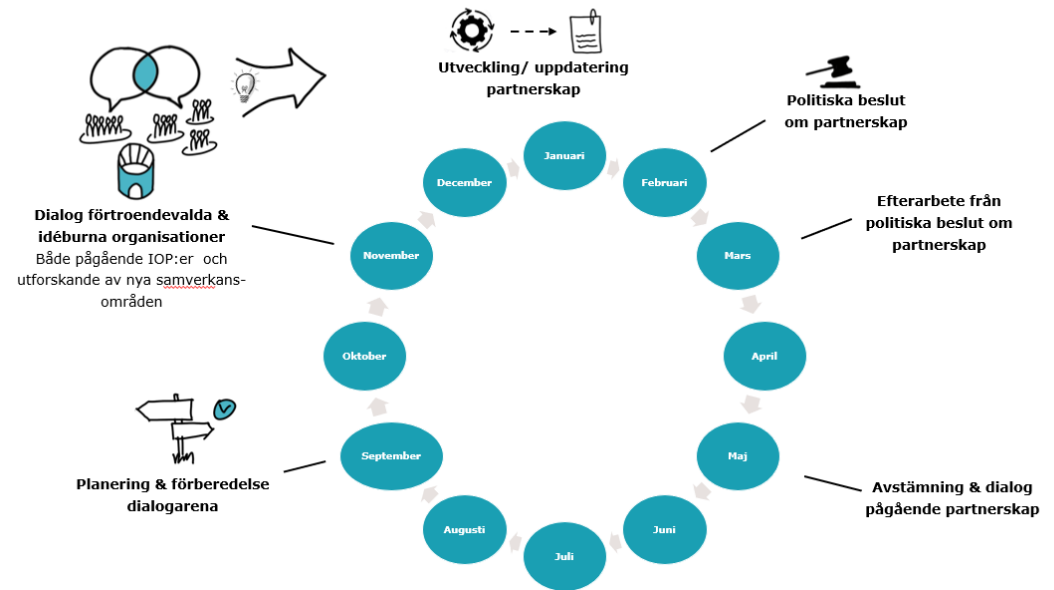 Utveckling/ uppdatering
partnerskap
Politiska beslut
om partnerskap
Januari
Februari
December
Efterarbete från
politiska beslut om
partnerskap
Dialog förtroendevalda &
idéburna organisationer
Både pågående IOP:er och
utforskande av nya samverkans-
områden
November
Mars
Oktober
April
September
Maj
Planering & förberedelse
dialogarena
Avstämning & dialog
pågående partnerskap
Augusti
Juni
Juli